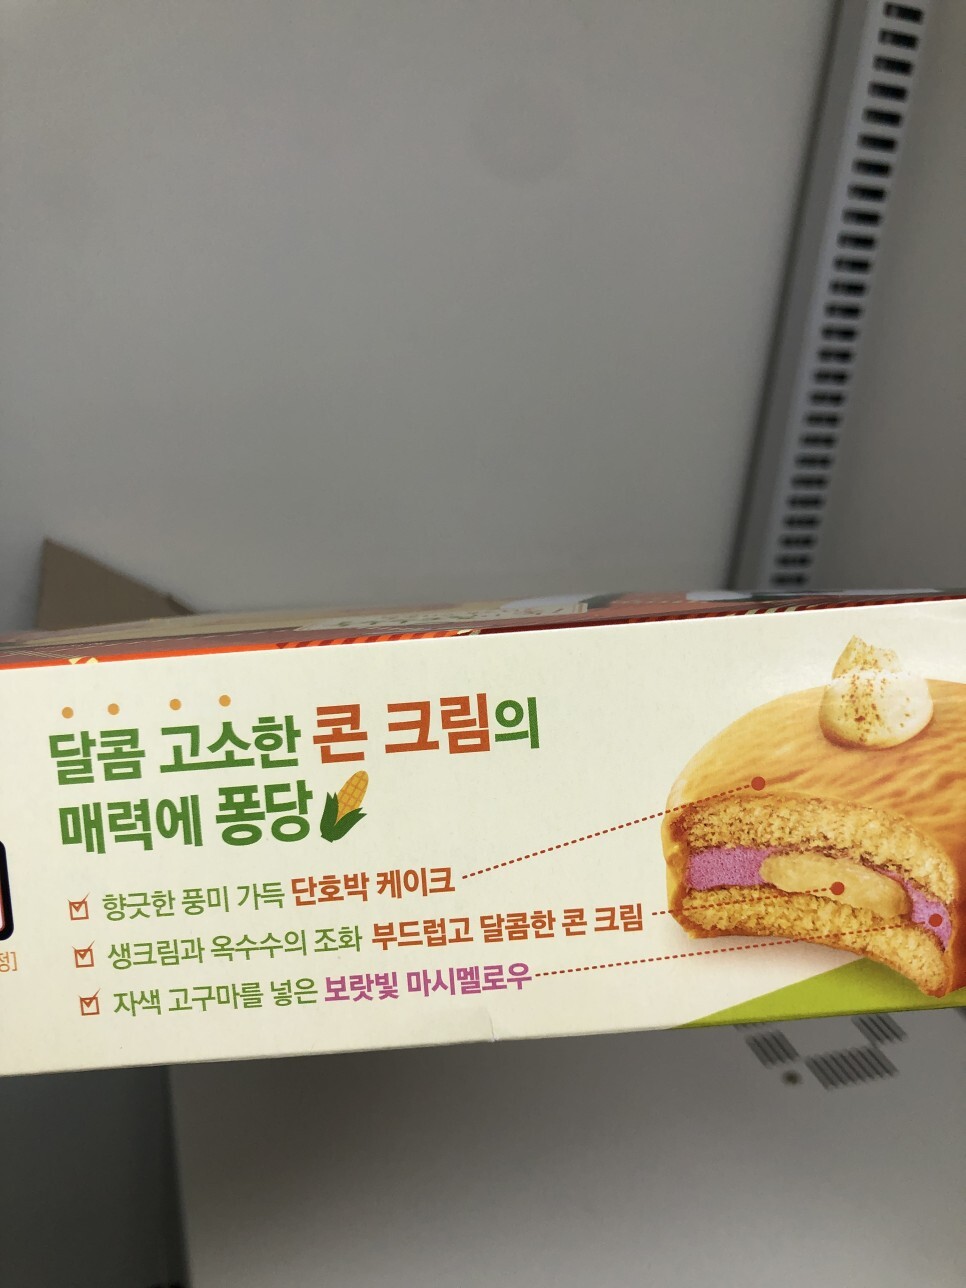 달콤 고소한 콘 크림의
매력에 퐁당
향긋한 풍미 가득 단호박 케이크
생크림과 옥수수의 조화 부드럽고 달콤한 콘 크림
자색 고구마를 넣은 보랏빛 마시멜로우
정]